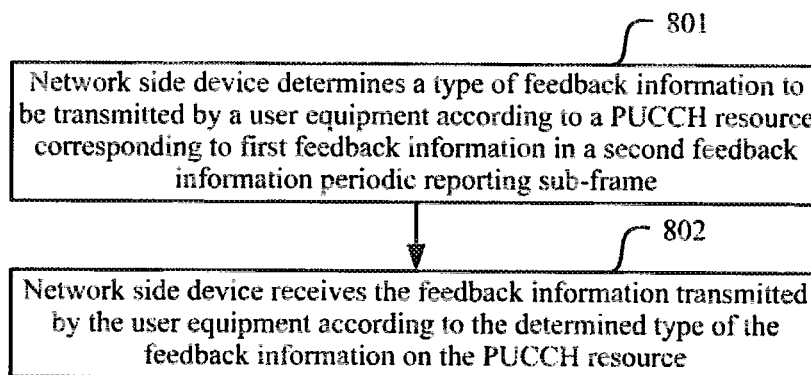 801
Network side device determines a type of feedback information to
be transmitted by a user equipment according to a PUCCH resource
corresponding to first feedback information in a second feedback
information periodic reporting sub-frame
802
Network side device receives the feedback information transmitted
by the user equipment according to the determined type of the
feedback information on the PUCCH resource